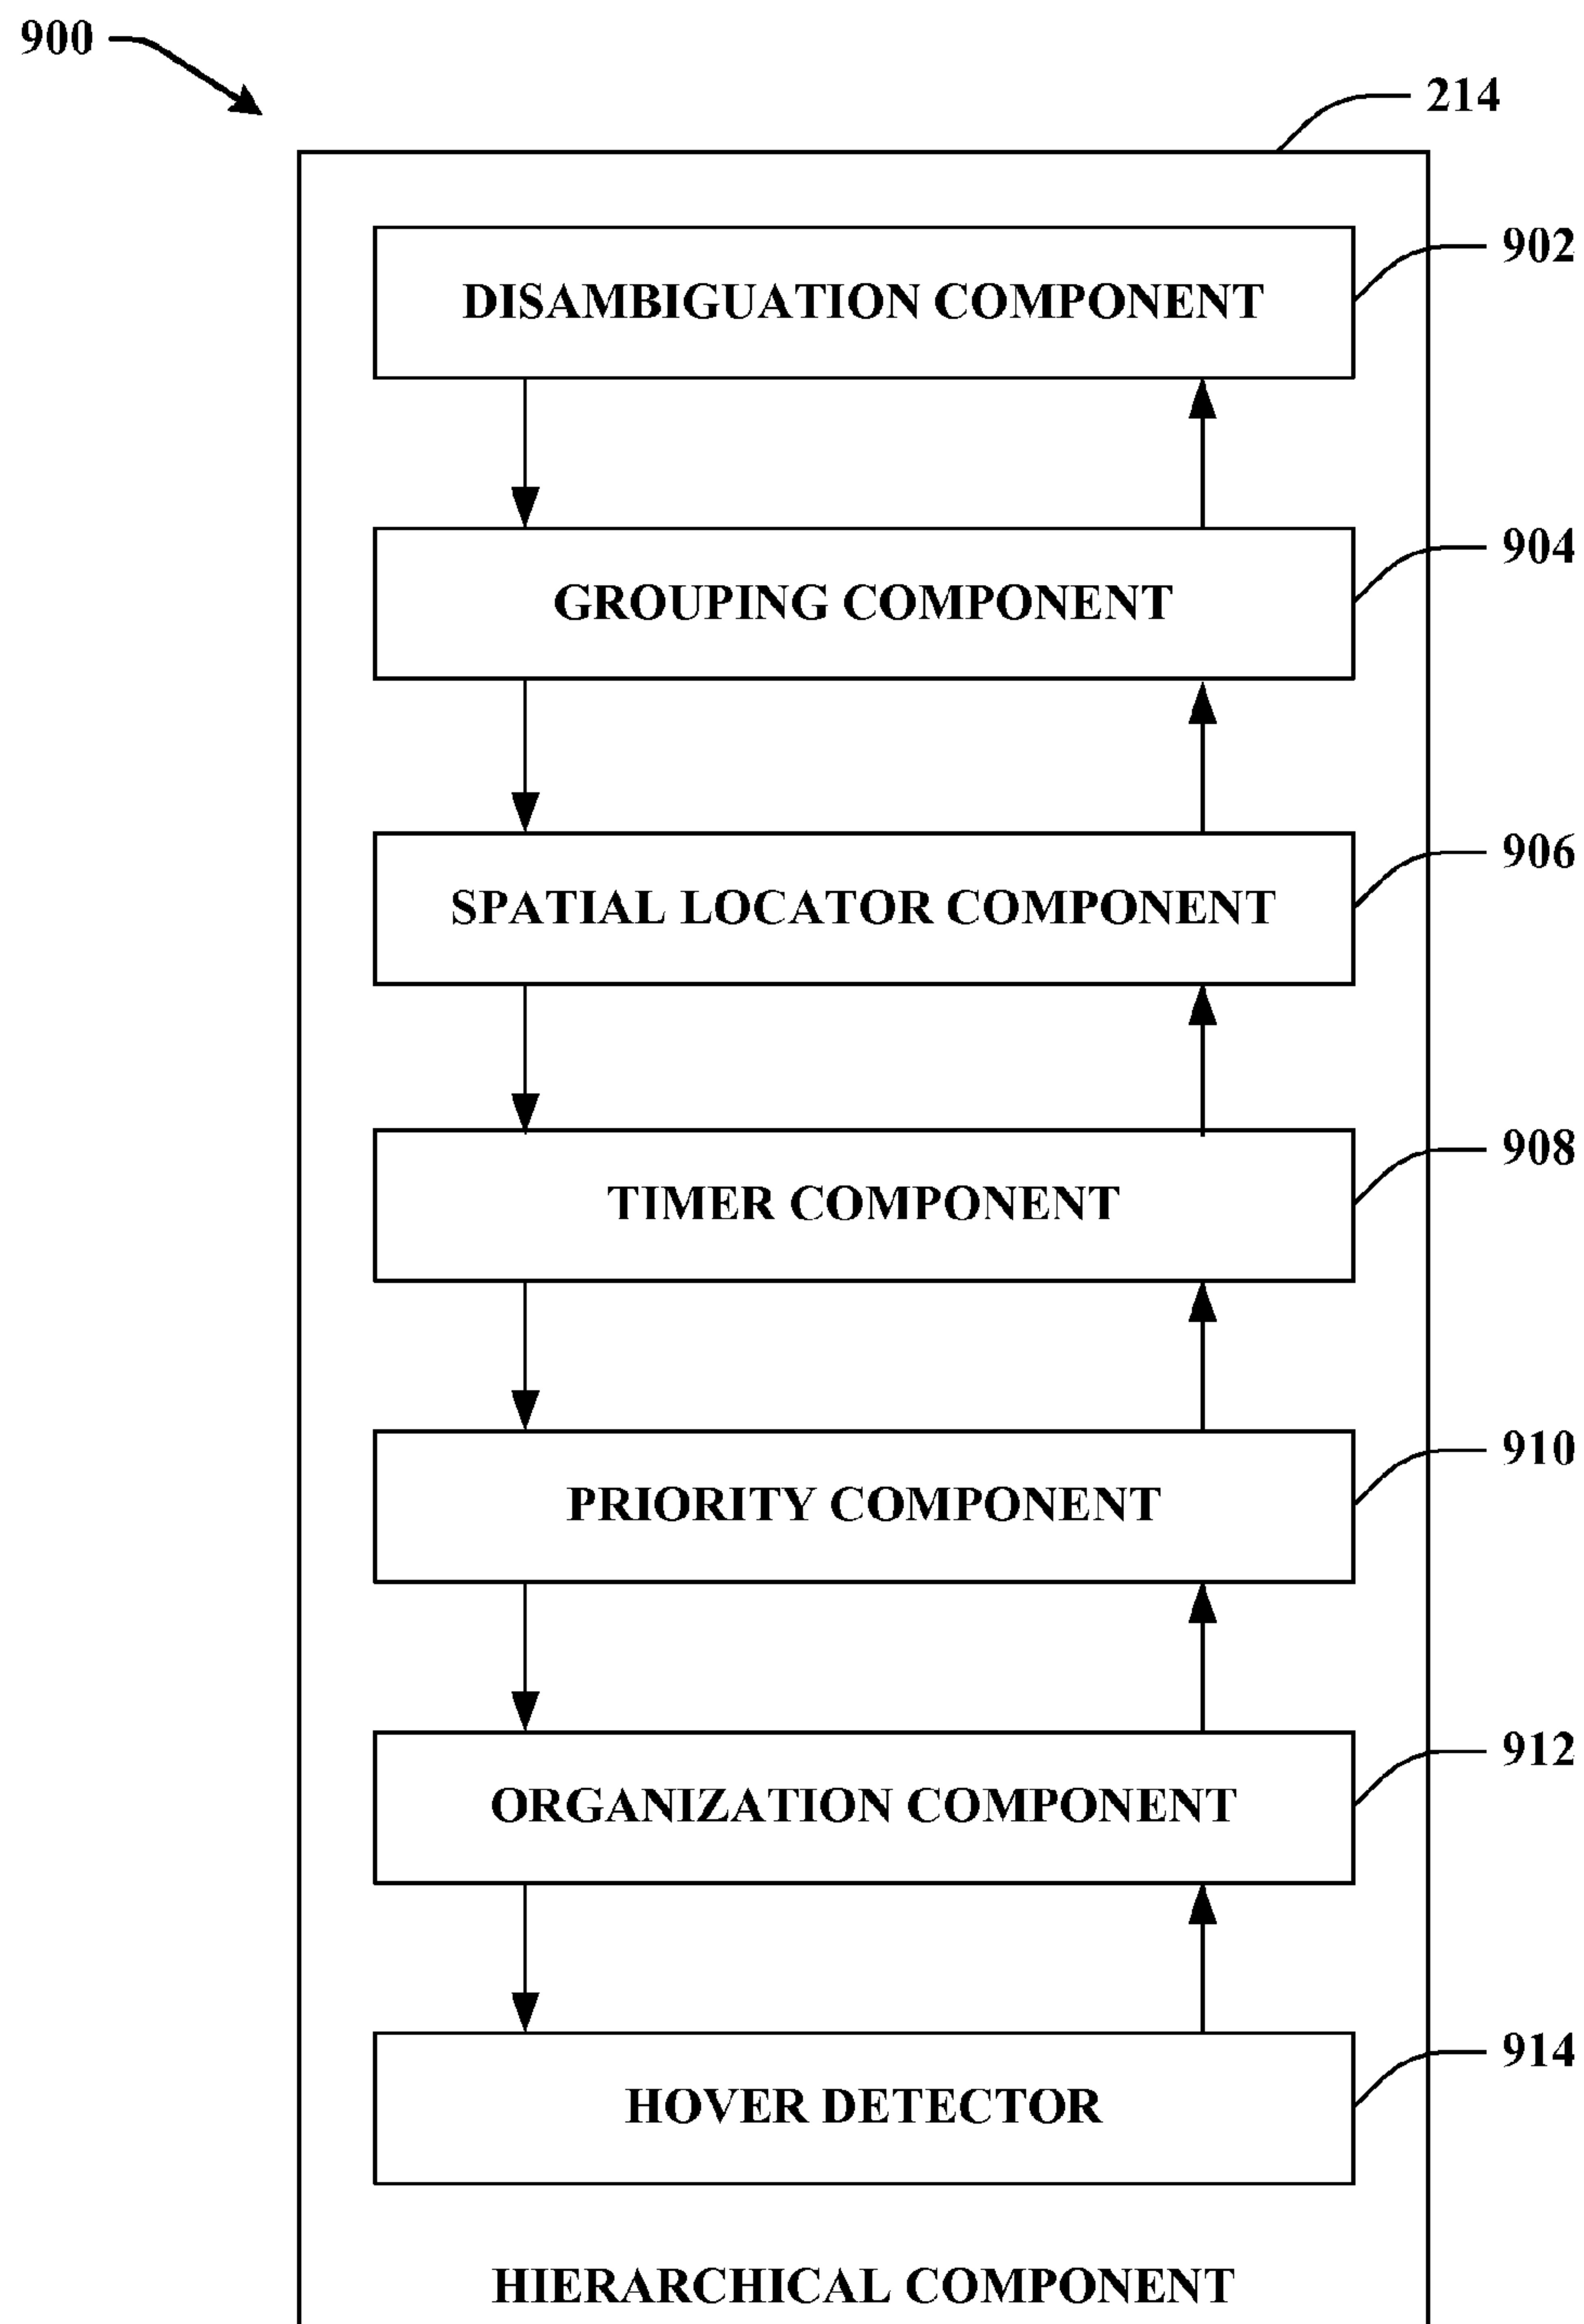 900
214
902
DISAMBIGUATION COMPONENT
904
GROUPING COMPONENT
906
SPATIAL LOCATOR COMPONENT
908
TIMER COMPONENT
910
PRIORITY COMPONENT
912
ORGANIZATION COMPONENT
914
HOVER DETECTOR
HIERARCHICAL COMPONENT